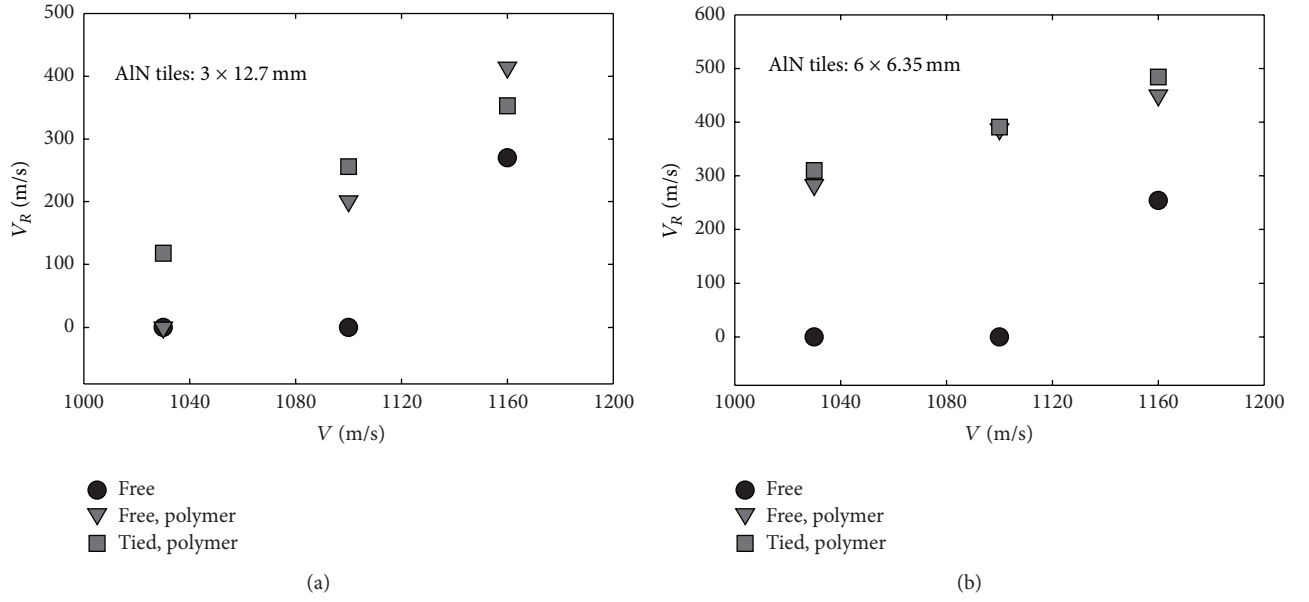 500
400
300
200
100
0
V_R (m/s)
AlN tiles: 3 × 12.7 mm
1000 1040 1080 1120 1160 1200
V (m/s)
Free
Free, polymer
Tied, polymer
(a)
600
500
400
300
200
100
0
V_R (m/s)
AlN tiles: 6 × 6.35 mm
1000 1040 1080 1120 1160 1200
V (m/s)
Free
Free, polymer
Tied, polymer
(b)